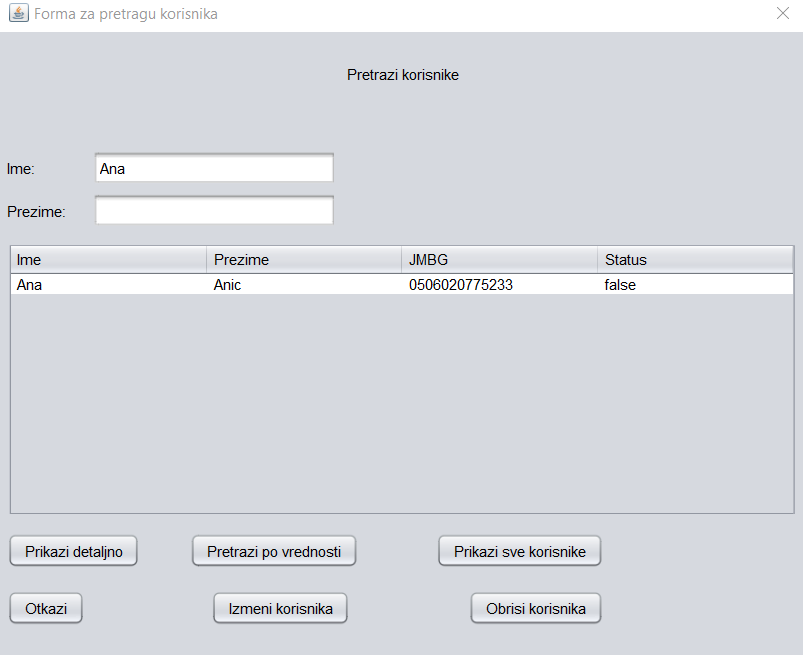 Forma za pretragu korisnika
Pretrazi korisnike
Ime: Ana
Prezime:
Ime Prezime JMBG Status
Ana Anic 0506020775233 false
Prikazi detaljno Pretrazi po vrednosti Prikazi sve korisnike
Otkazi Izmeni korisnika Obrisi korisnika